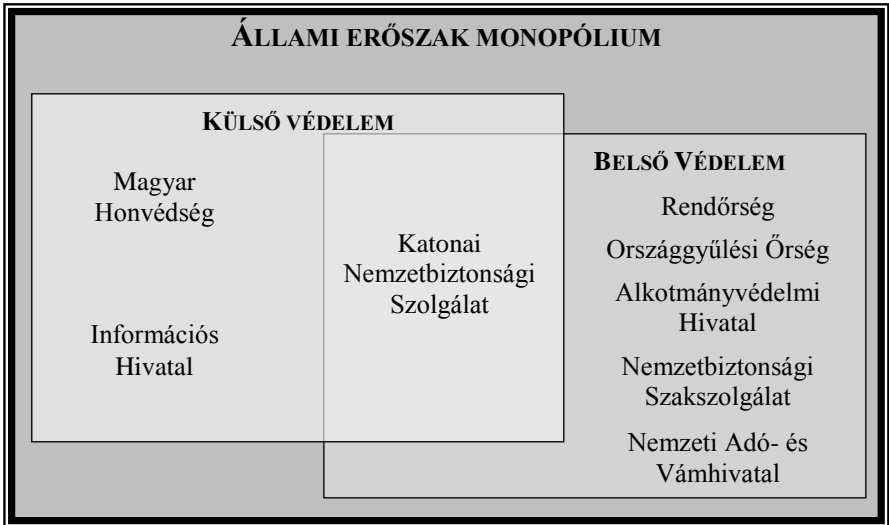 ÁLLAMI ERŐSZAK MONOPÓLIUM
KÜLSŐ VÉDELEM
Magyar
Honvédség
Információs
Hivatal
Katonai
Nemzetbiztonsági
Szolgálat
BELSŐ VÉDELEM
Rendőrség
Országgyűlési Őrség
Alkotmányvédelmi
Hivatal
Nemzetbiztonsági
Szakszolgálat
Nemzeti Adó- és
Vámhivatal